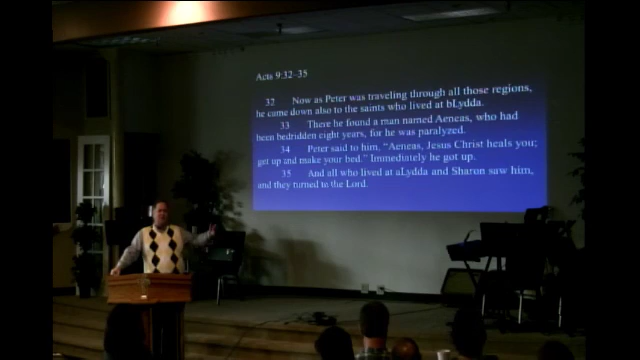 Acts 9:32–35
32 Now as Peter was traveling through all those regions,
he came down also to the saints who lived at bLydda.
33 There he found a man named Aeneas, who had
been bedridden eight years, for he was paralyzed.
34 Peter said to him, “Aeneas, Jesus Christ heals you;
get up and make your bed.” Immediately he got up.
35 And all who lived at aLydda and Sharon saw him,
and they turned to the Lord.